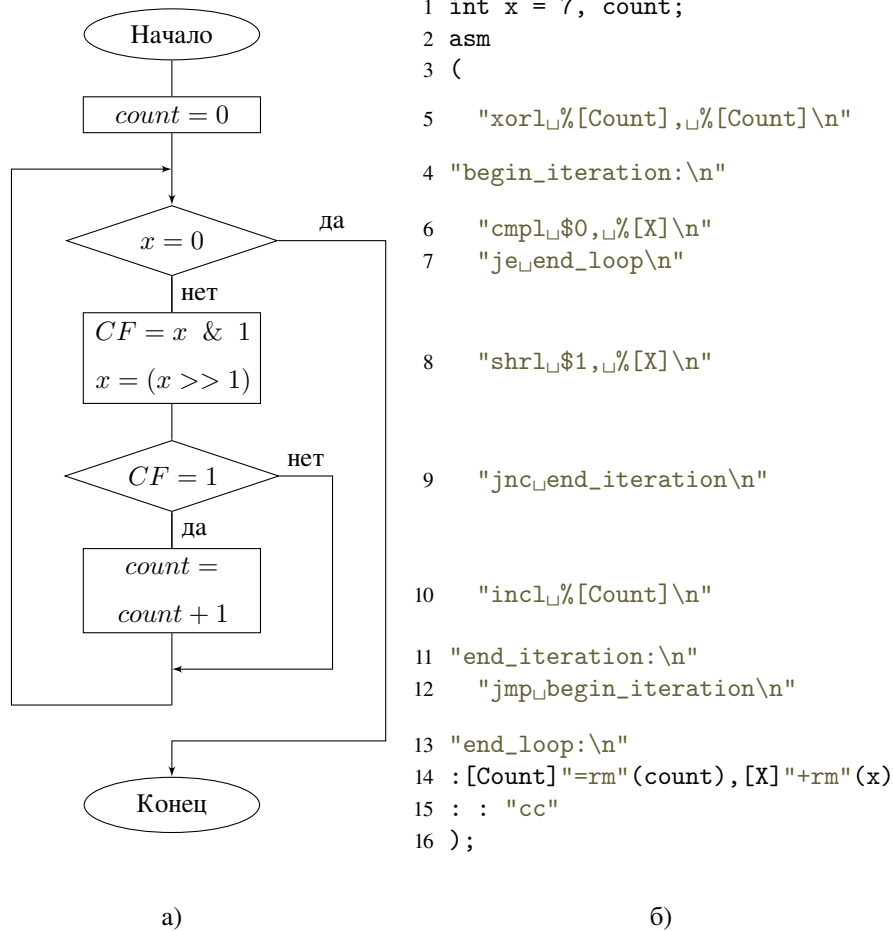 Начало
count = 0
x = 0
да
нет
CF = x & 1
x = (x >> 1)
CF = 1
нет
да
count =
count + 1
Конец
а)
1 int x = 7, count;
2 asm
3 (
5 "xorl␣%[Count],␣%[Count]\n"
4 "begin_iteration:\n"
6 "cmpl␣$0,␣%[X]\n"
7 "je␣end_loop\n"
8 "shrl␣$1,␣%[X]\n"
9 "jnc␣end_iteration\n"
10 "incl␣%[Count]\n"
11 "end_iteration:\n"
12 "jmp␣begin_iteration\n"
13 "end_loop:\n"
14 :[Count]"=rm"(count),[X]"+rm"(x)
15 : : "cc"
16 );
б)